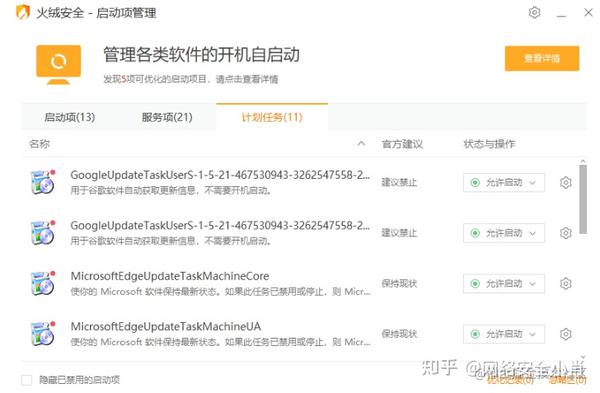 火绒安全 - 启动项管理
管理各类软件的开机自启动
发现5项可优化的启动项目，请点击查看详情
查看详情
启动项(13) 服务项(21) 计划任务(11)
名称 官方建议 状态与操作
GoogleUpdateTaskUserS-1-5-21-467530943-3262547558-2...
用于谷歌软件自动获取更新信息，不需要开机启动。
建议禁止 允许启动
GoogleUpdateTaskUserS-1-5-21-467530943-3262547558-2...
用于谷歌软件自动获取更新信息，不需要开机启动。
建议禁止 允许启动
MicrosoftEdgeUpdateTaskMachineCore
使你的 Microsoft 软件保持最新状态。如果此任务已禁用或停止，则 Micr...
保持现状 允许启动
MicrosoftEdgeUpdateTaskMachineUA
使你的 Microsoft 软件保持最新状态。如果此任务已禁用或停止，则 Micr...
保持现状 允许启动
隐藏已禁用的启动项
优化记录(0) 忽略区(0)
知乎 @网络安全小肖